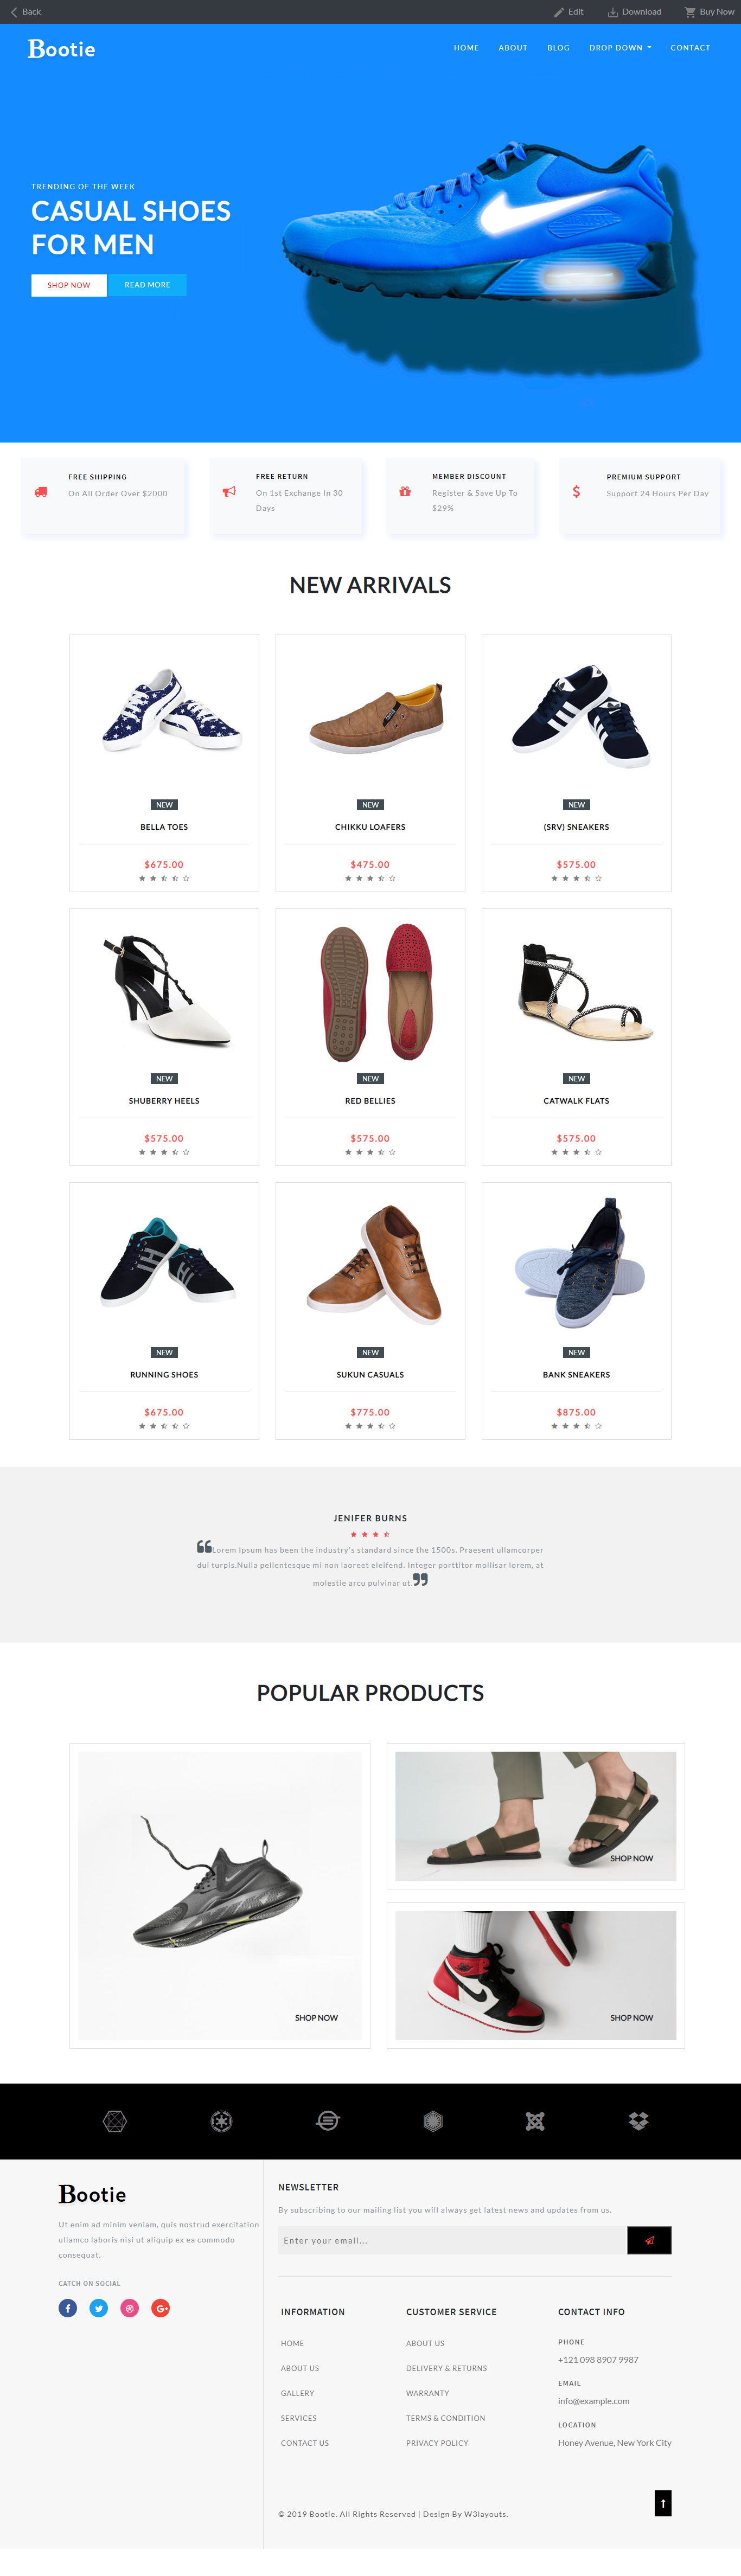 Back
Edit
Download
Buy Now
Bootie
HOME
ABOUT
BLOG
DROP DOWN
CONTACT
TRENDING OF THE WEEK
CASUAL SHOES
FOR MEN
SHOP NOW
READ MORE
FREE SHIPPING
On All Order Over $2000
FREE RETURN
On 1st Exchange In 30
Days
MEMBER DISCOUNT
Register & Save Up To
$29%
PREMIUM SUPPORT
Support 24 Hours Per Day
NEW ARRIVALS
NEW
BELLA TOES
$675.00
NEW
CHIKKU LOAFERS
$475.00
NEW
(SRV) SNEAKERS
$575.00
NEW
SHUBERRY HEELS
$575.00
NEW
RED BELLIES
$575.00
NEW
CATWALK FLATS
$575.00
NEW
RUNNING SHOES
$675.00
NEW
SUKUN CASUALS
$775.00
NEW
BANK SNEAKERS
$875.00
JENIFER BURNS
Lorem Ipsum has been the industry's standard since the 1500s. Praesent ullamcorper
dui turpis.Nulla pellentesque mi non laoreet eleifend. Integer porttitor mollisar lorem, at
molestie arcu pulvinar ut.
POPULAR PRODUCTS
SHOP NOW
SHOP NOW
SHOP NOW
Bootie
Ut enim ad minim veniam, quis nostrud exercitation
ullamco laboris nisi ut aliquip ex ea commodo
consequat.
CATCH ON SOCIAL
NEWSLETTER
By subscribing to our mailing list you will always get latest news and updates from us.
Enter your email...
INFORMATION
HOME
ABOUT US
GALLERY
SERVICES
CONTACT US
CUSTOMER SERVICE
ABOUT US
DELIVERY & RETURNS
WARRANTY
TERMS & CONDITION
PRIVACY POLICY
CONTACT INFO
PHONE
+121 098 8907 9987
EMAIL
info@example.com
LOCATION
Honey Avenue, New York City
© 2019 Bootie. All Rights Reserved | Design By W3layouts.